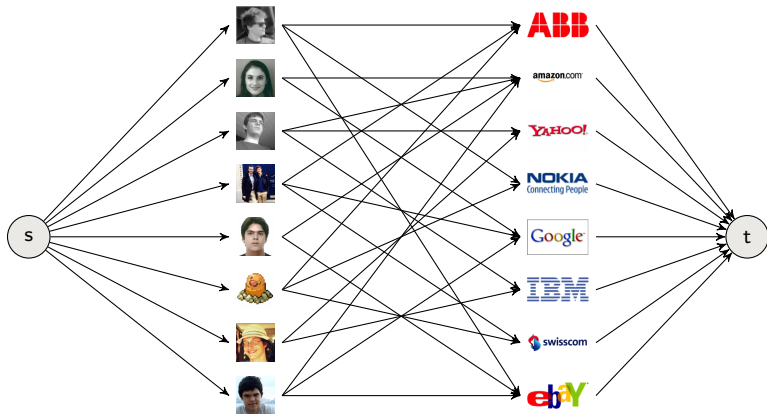 s
ABB
amazon.com
YAHOO!
NOKIA
Connecting People
Google
IBM
swisscom
ebaY
t